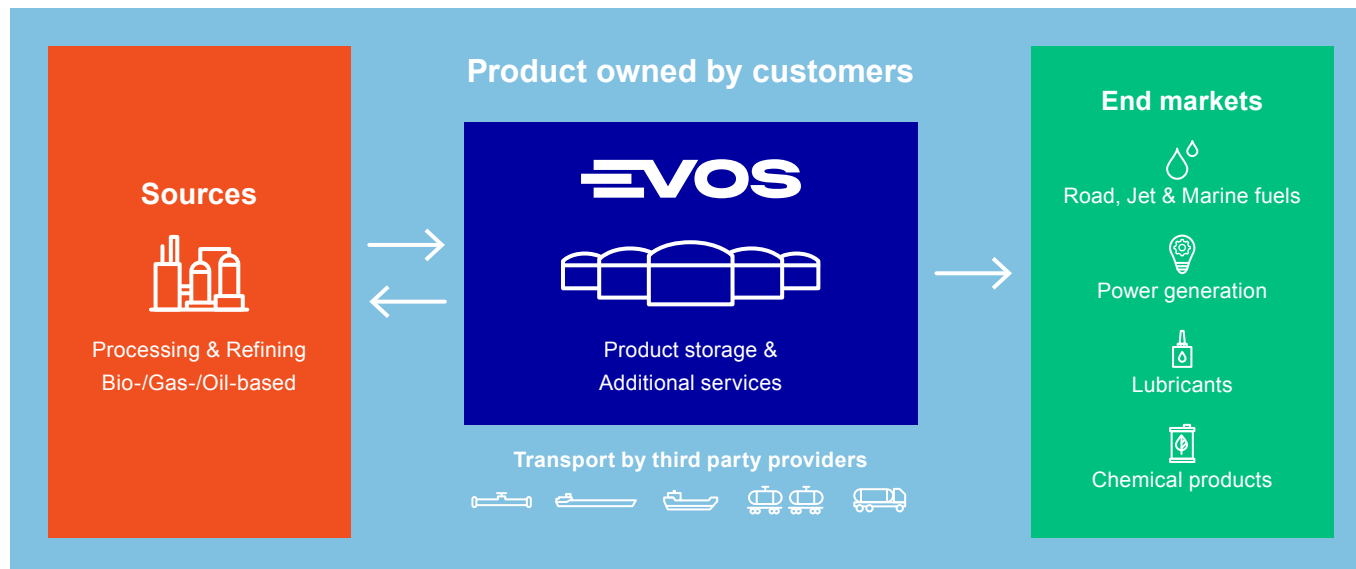 Product owned by customers
Sources
Processing & Refining
Bio-/Gas-/Oil-based
EVOS
Product storage &
Additional services
Transport by third party providers
End markets
Road, Jet & Marine fuels
Power generation
Lubricants
Chemical products